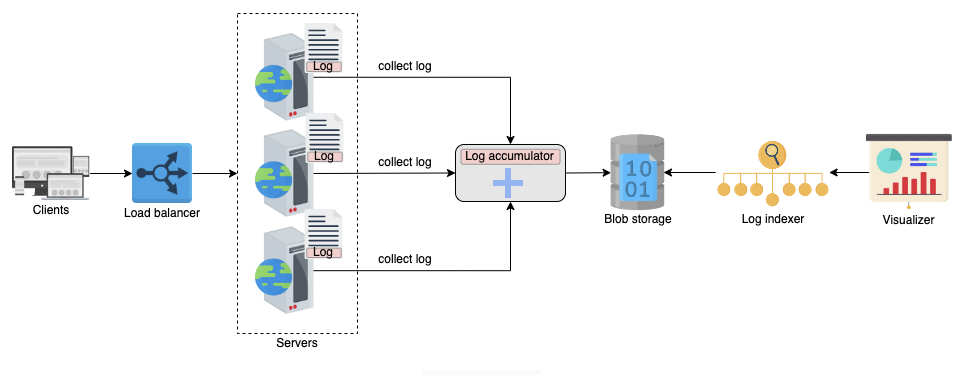 Log
collect log
Log
collect log
Log accumulator
10
01
Clients
Load balancer
Blob storage
Log indexer
Visualizer
Log
collect log
Servers